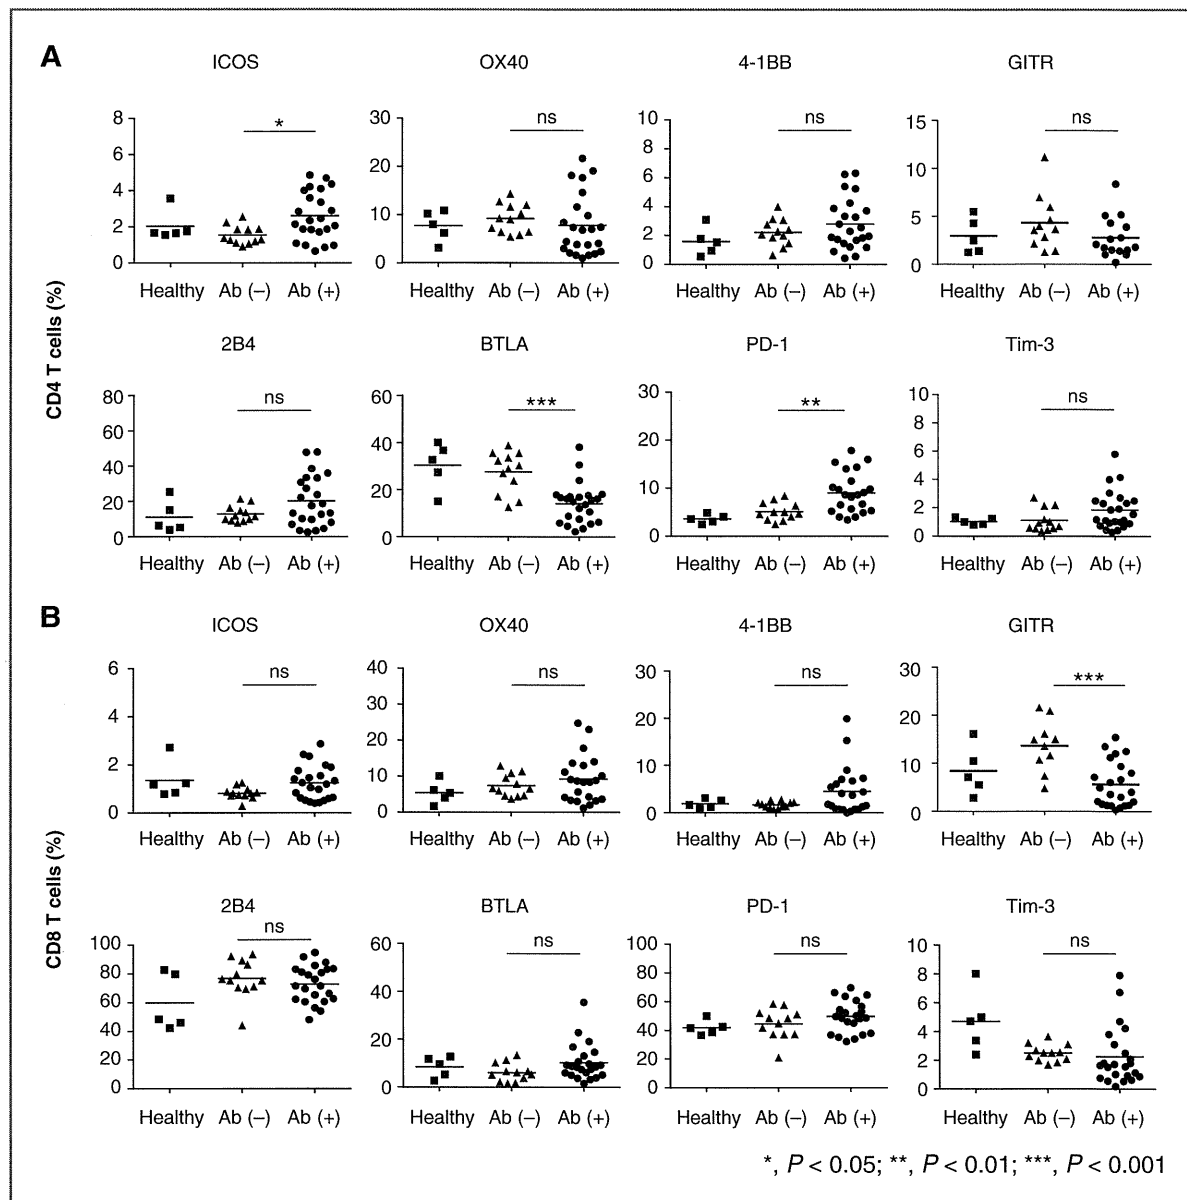 A
ICOS OX40 4-1BB GITR
* ns ns ns
8 6 4 2 0
30 20 10 0
10 8 6 4 2 0
15 10 5 0
Healthy Ab (–) Ab (+) Healthy Ab (–) Ab (+) Healthy Ab (–) Ab (+) Healthy Ab (–) Ab (+)
CD4 T cells (%)
2B4 BTLA PD-1 Tim-3
ns *** ** ns
80 60 40 20 0
60 40 20 0
30 20 10 0
10 8 6 4 2 0
Healthy Ab (–) Ab (+) Healthy Ab (–) Ab (+) Healthy Ab (–) Ab (+) Healthy Ab (–) Ab (+)
B
ICOS OX40 4-1BB GITR
ns ns ns ***
6 4 2 0
40 30 20 10 0
30 20 10 0
30 20 10 0
Healthy Ab (–) Ab (+) Healthy Ab (–) Ab (+) Healthy Ab (–) Ab (+) Healthy Ab (–) Ab (+)
CD8 T cells (%)
2B4 BTLA PD-1 Tim-3
ns ns ns ns
100 80 60 40 20 0
60 40 20 0
100 80 60 40 20 0
10 8 6 4 2 0
Healthy Ab (–) Ab (+) Healthy Ab (–) Ab (+) Healthy Ab (–) Ab (+) Healthy Ab (–) Ab (+)
*, P < 0.05; **, P < 0.01; ***, P < 0.001